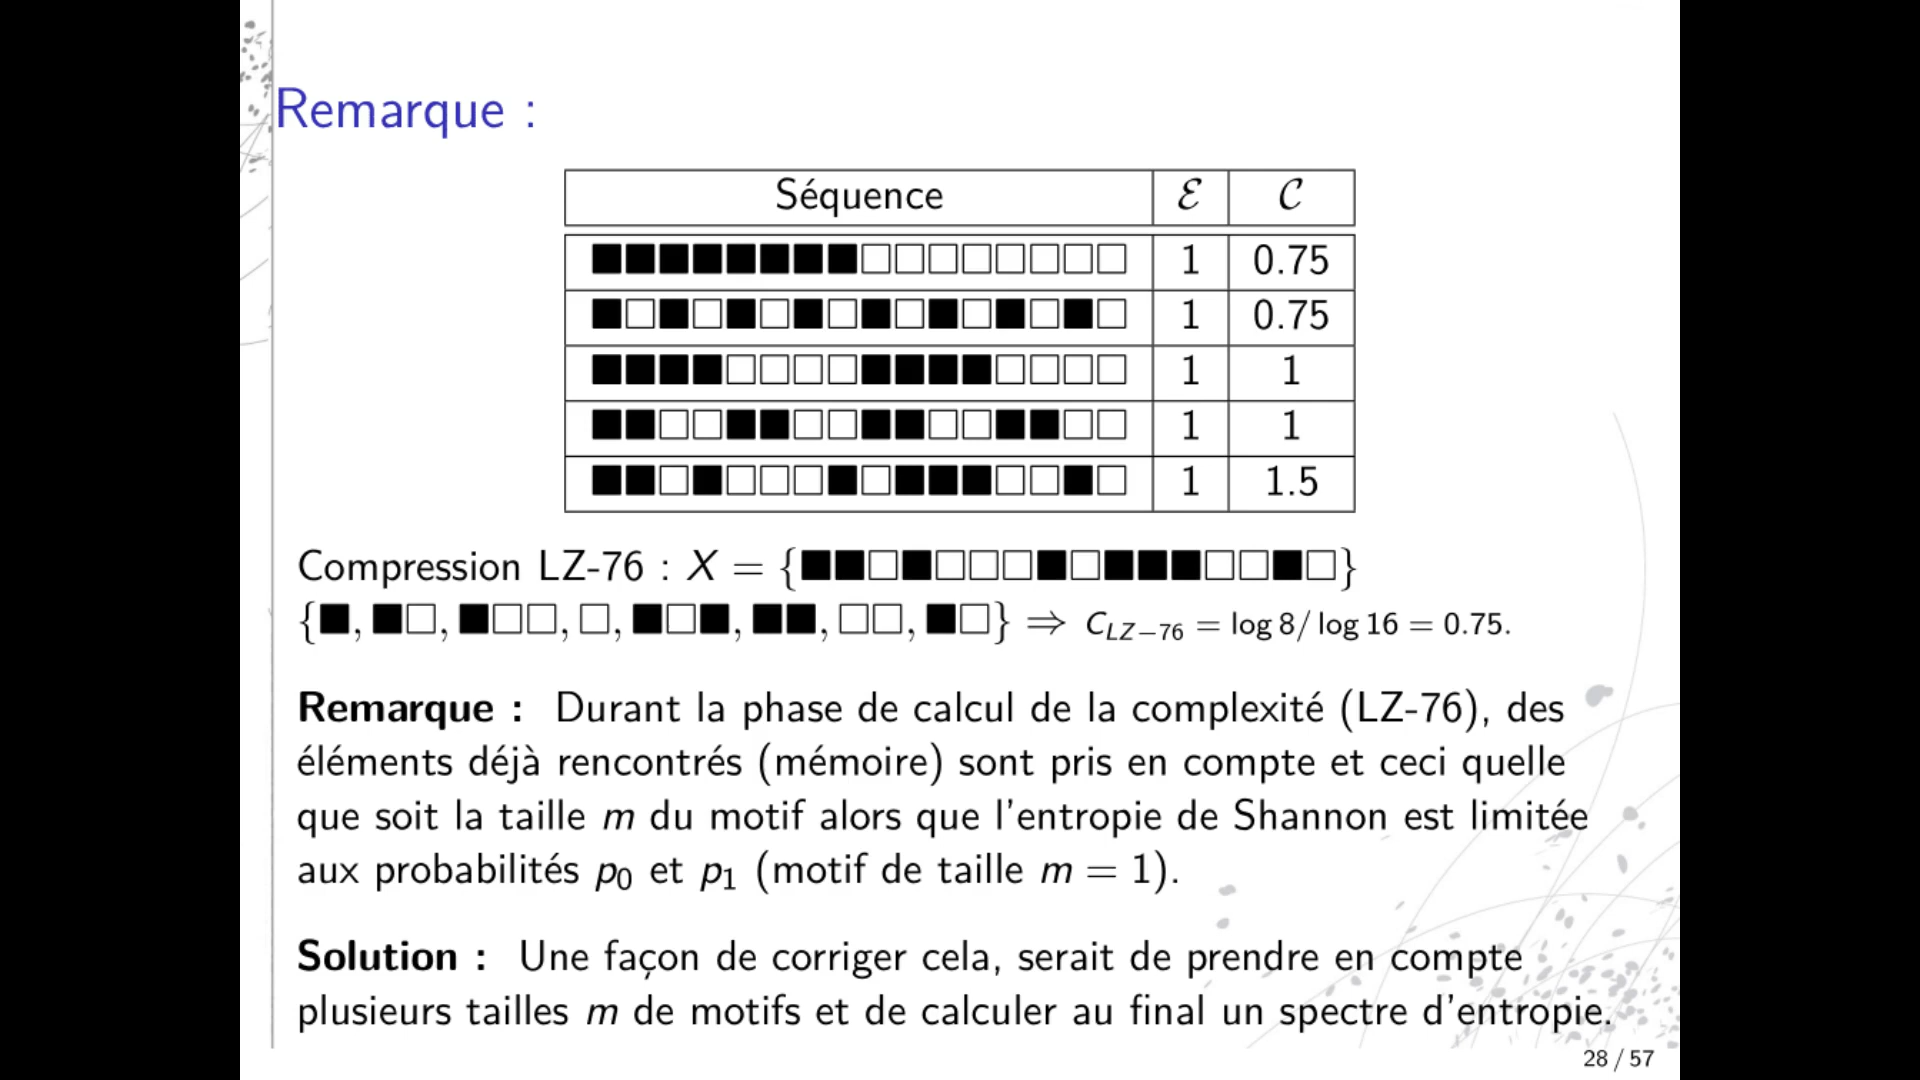 Remarque :
Séquence ℰ 𝒞
■■■■■■■■□□□□□□□□ 1 0.75
■□■□■□■□■□■□■□■□ 1 0.75
■■■■□□□□■■■■□□□□ 1 1
■■□□■■□□■■□□■■□□ 1 1
■■□■□□□■□■■■□□■□ 1 1.5
Compression LZ-76 : X = {■■□■□□□■□■■■□□■□}
{■, ■□, ■□□, □, ■□■, ■■, □□, ■□} ⇒ C_{LZ−76} = log 8/ log 16 = 0.75.
Remarque : Durant la phase de calcul de la complexité (LZ-76), des
éléments déjà rencontrés (mémoire) sont pris en compte et ceci quelle
que soit la taille m du motif alors que l'entropie de Shannon est limitée
aux probabilités p₀ et p₁ (motif de taille m = 1).
Solution : Une façon de corriger cela, serait de prendre en compte
plusieurs tailles m de motifs et de calculer au final un spectre d'entropie.
28 / 57